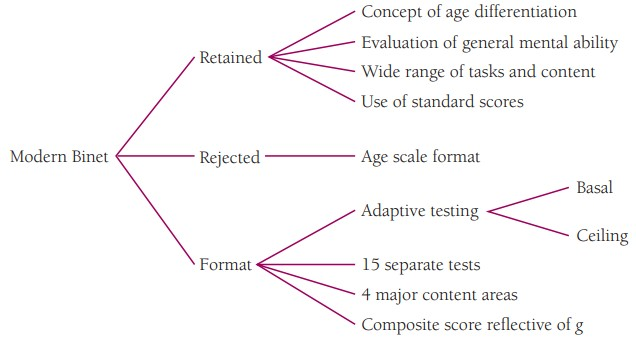 Concept of age differentiation
Evaluation of general mental ability
Retained
Wide range of tasks and content
Use of standard scores
Modern Binet
Rejected
Age scale format
Basal
Adaptive testing
Ceiling
Format
15 separate tests
4 major content areas
Composite score reflective of g